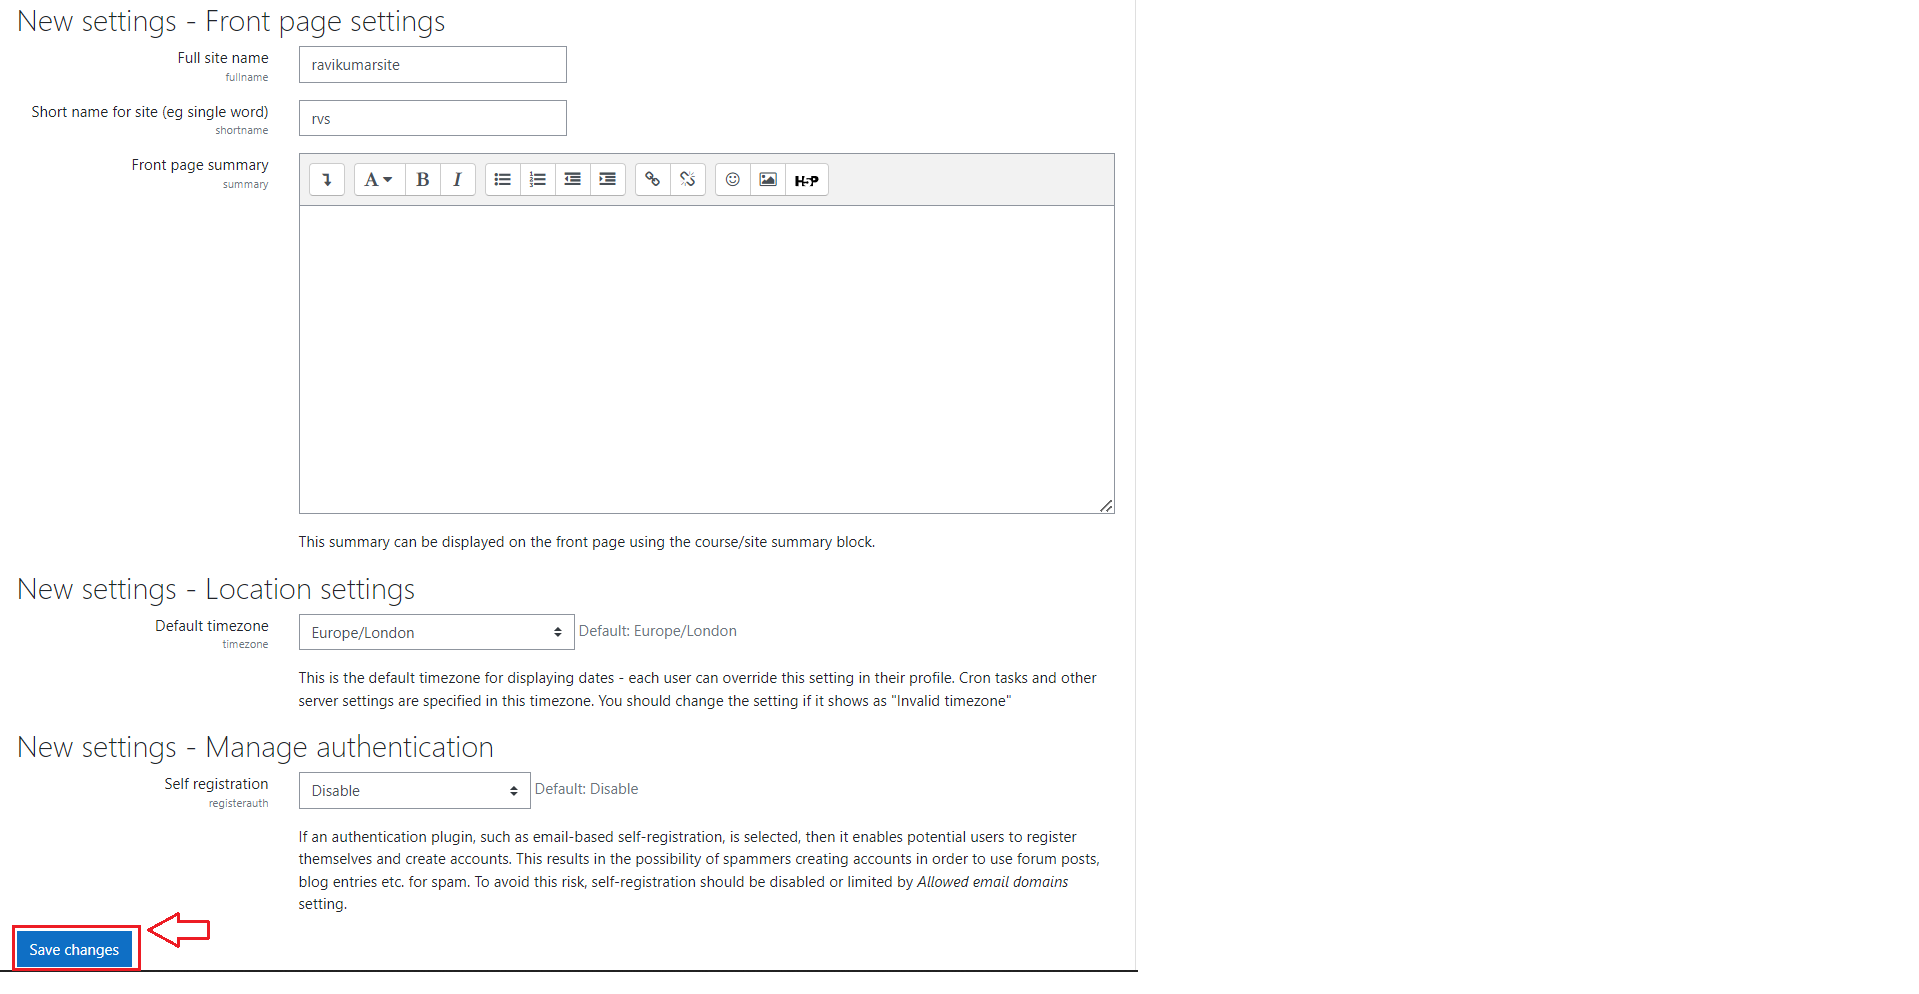 New settings - Front page settings
Full site name
fullname
ravikumarsite
Short name for site (eg single word)
shortname
rvs
Front page summary
summary
A B I H5P
This summary can be displayed on the front page using the course/site summary block.
New settings - Location settings
Default timezone
timezone
Europe/London
Default: Europe/London
This is the default timezone for displaying dates - each user can override this setting in their profile. Cron tasks and other
server settings are specified in this timezone. You should change the setting if it shows as "Invalid timezone"
New settings - Manage authentication
Self registration
registerauth
Disable
Default: Disable
If an authentication plugin, such as email-based self-registration, is selected, then it enables potential users to register
themselves and create accounts. This results in the possibility of spammers creating accounts in order to use forum posts,
blog entries etc. for spam. To avoid this risk, self-registration should be disabled or limited by Allowed email domains
setting.
Save changes